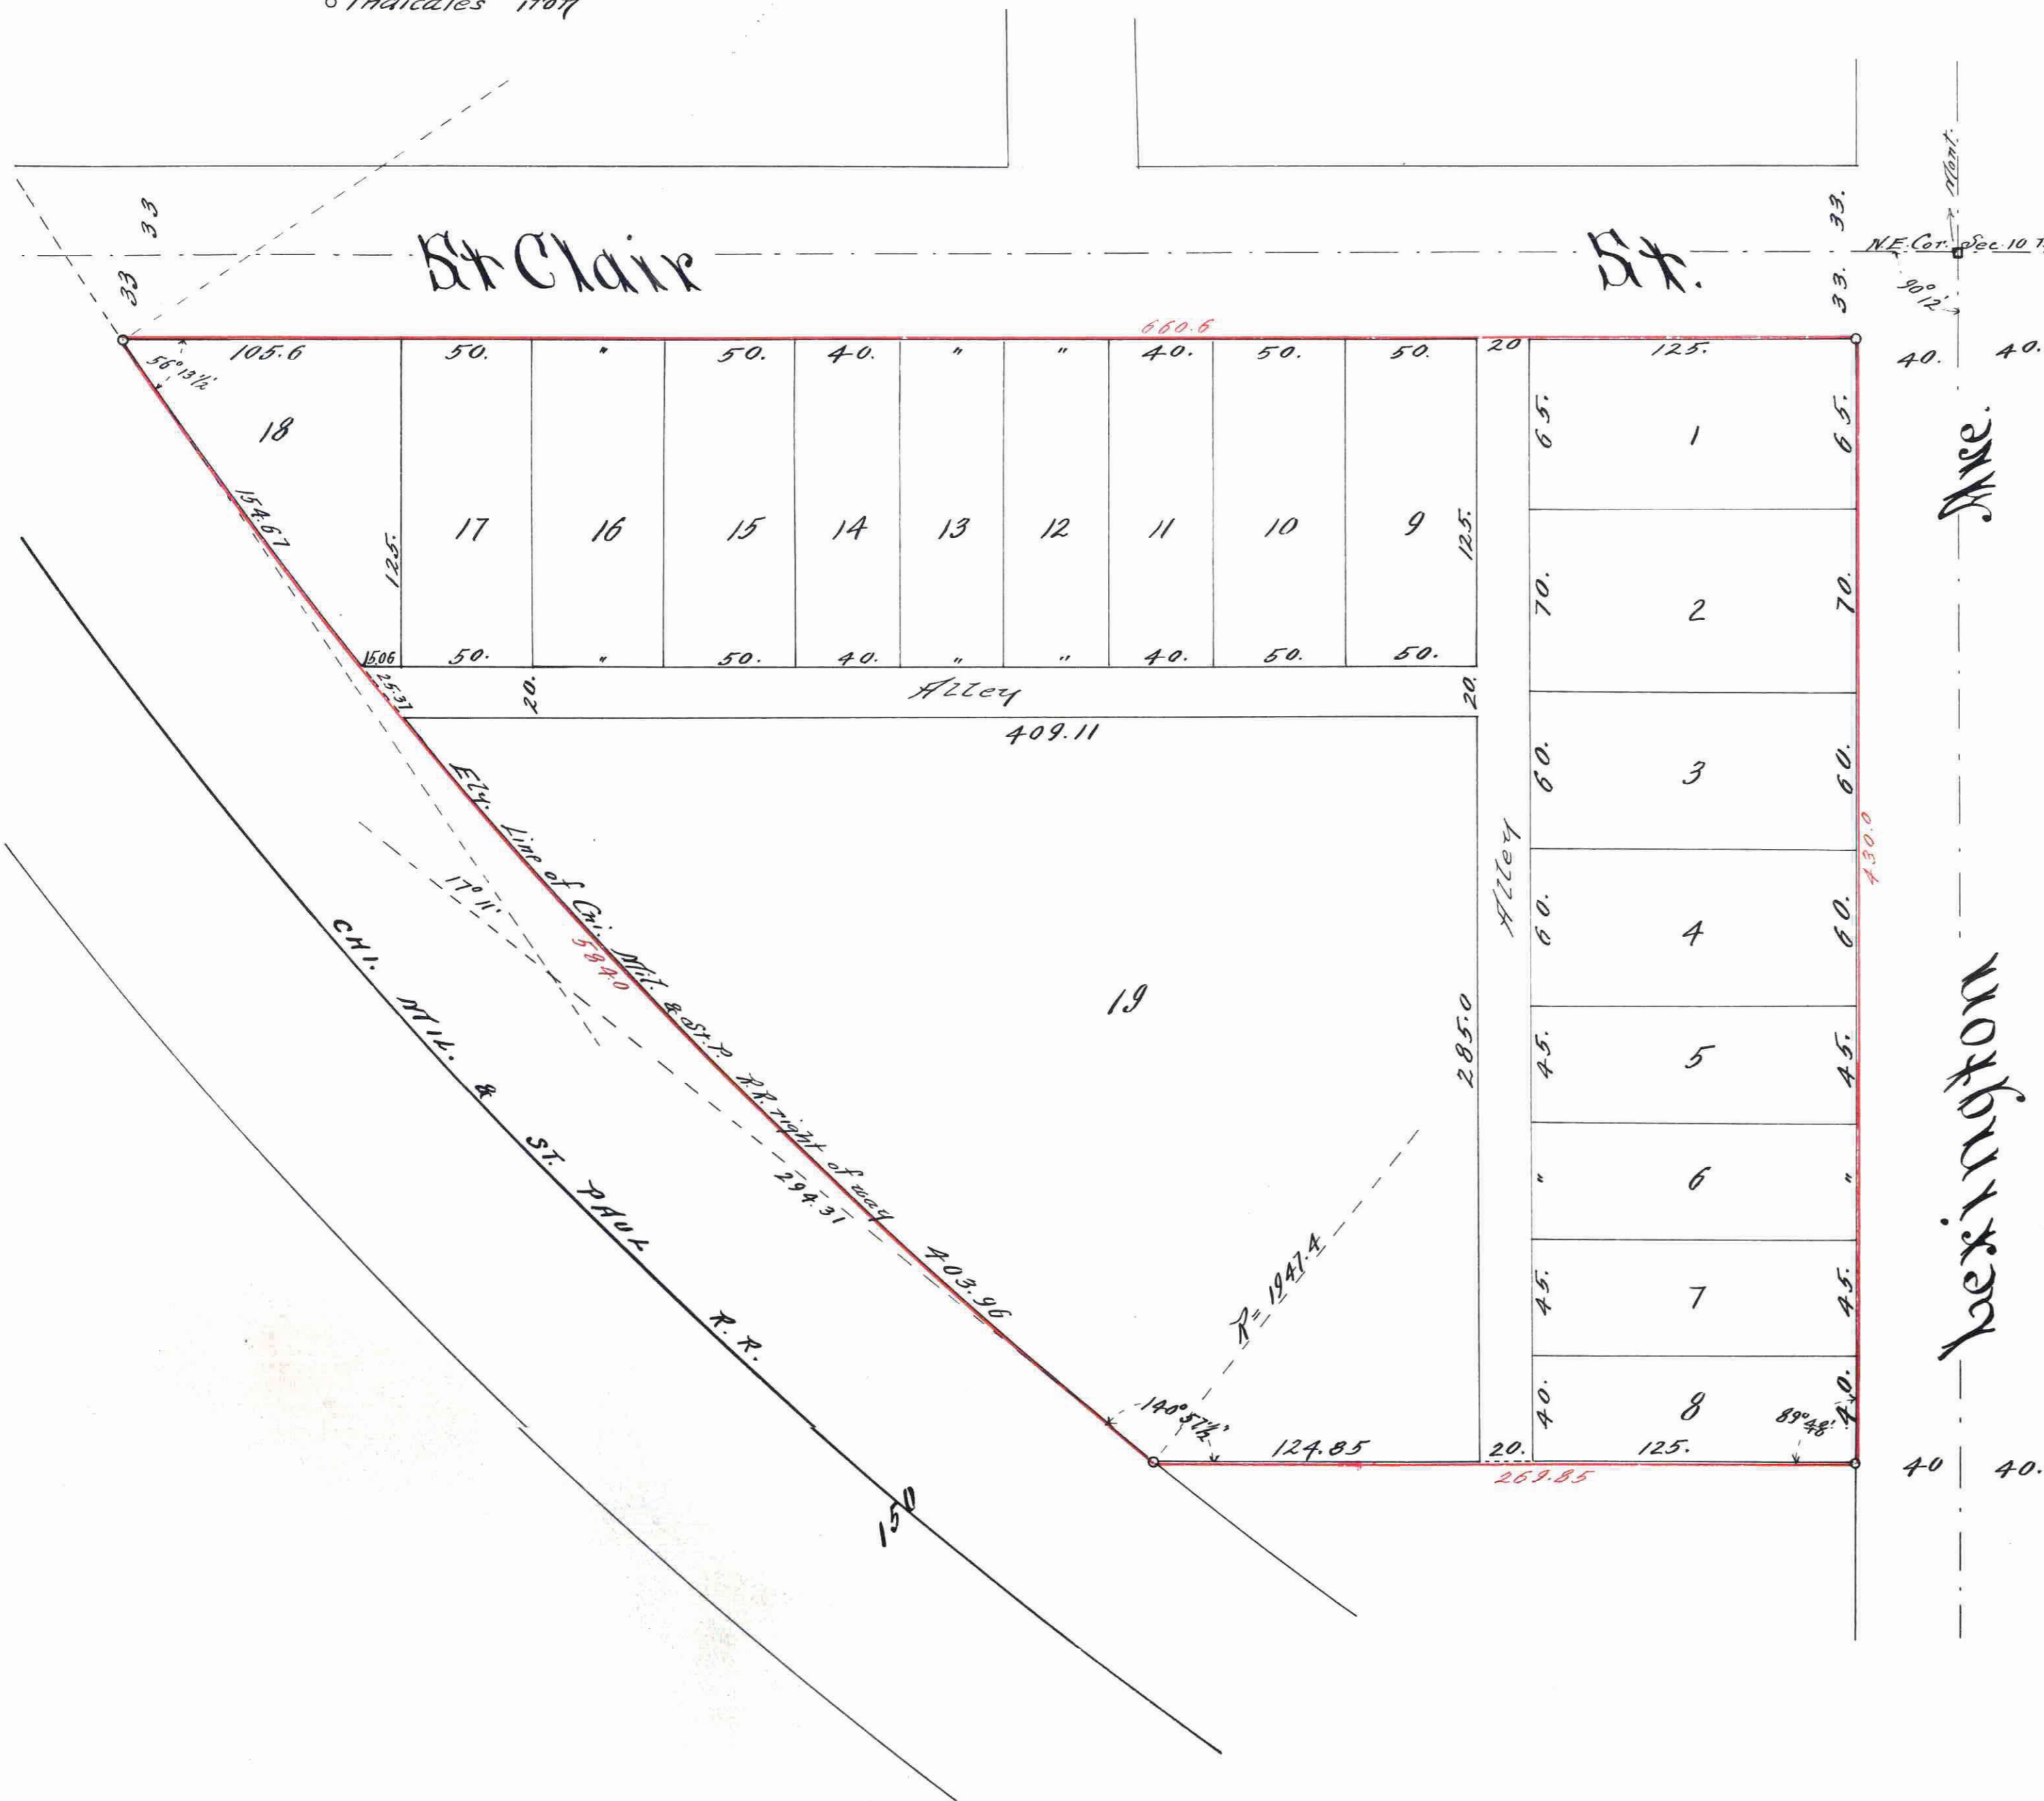 o Indicates iron
33
33
St Clair St.
33.
33.
Mont.
N.E. Cor. Sec. 10 T.
90° 12'
660.6
105.6 50. " 50. 40. " " 40. 50. 50. 20 125.
56° 13½'
40. 40.
18
154.67
125.
17 16 15 14 13 12 11 10 9
125.
15.06 50. " 50. 40. " " 40. 50. 50.
25.37
20.
Alley
20.
409.11
65. 1 65.
70. 2 70.
60. 3 60.
60. 4 60.
45. 5 45.
" 6 "
45. 7 45.
40. 8 40.
Alley
430.0
Lexington Ave.
Ely. Line of Chi. Mil. & St. P. R.R. right of way
584.0
17° 11'
19
285.0
CHI. MIL. & ST. PAUL R.R.
294.37
403.96
R= 1947.4
140° 57½'
89° 48'
124.85 20. 125.
269.85
40 40.
150